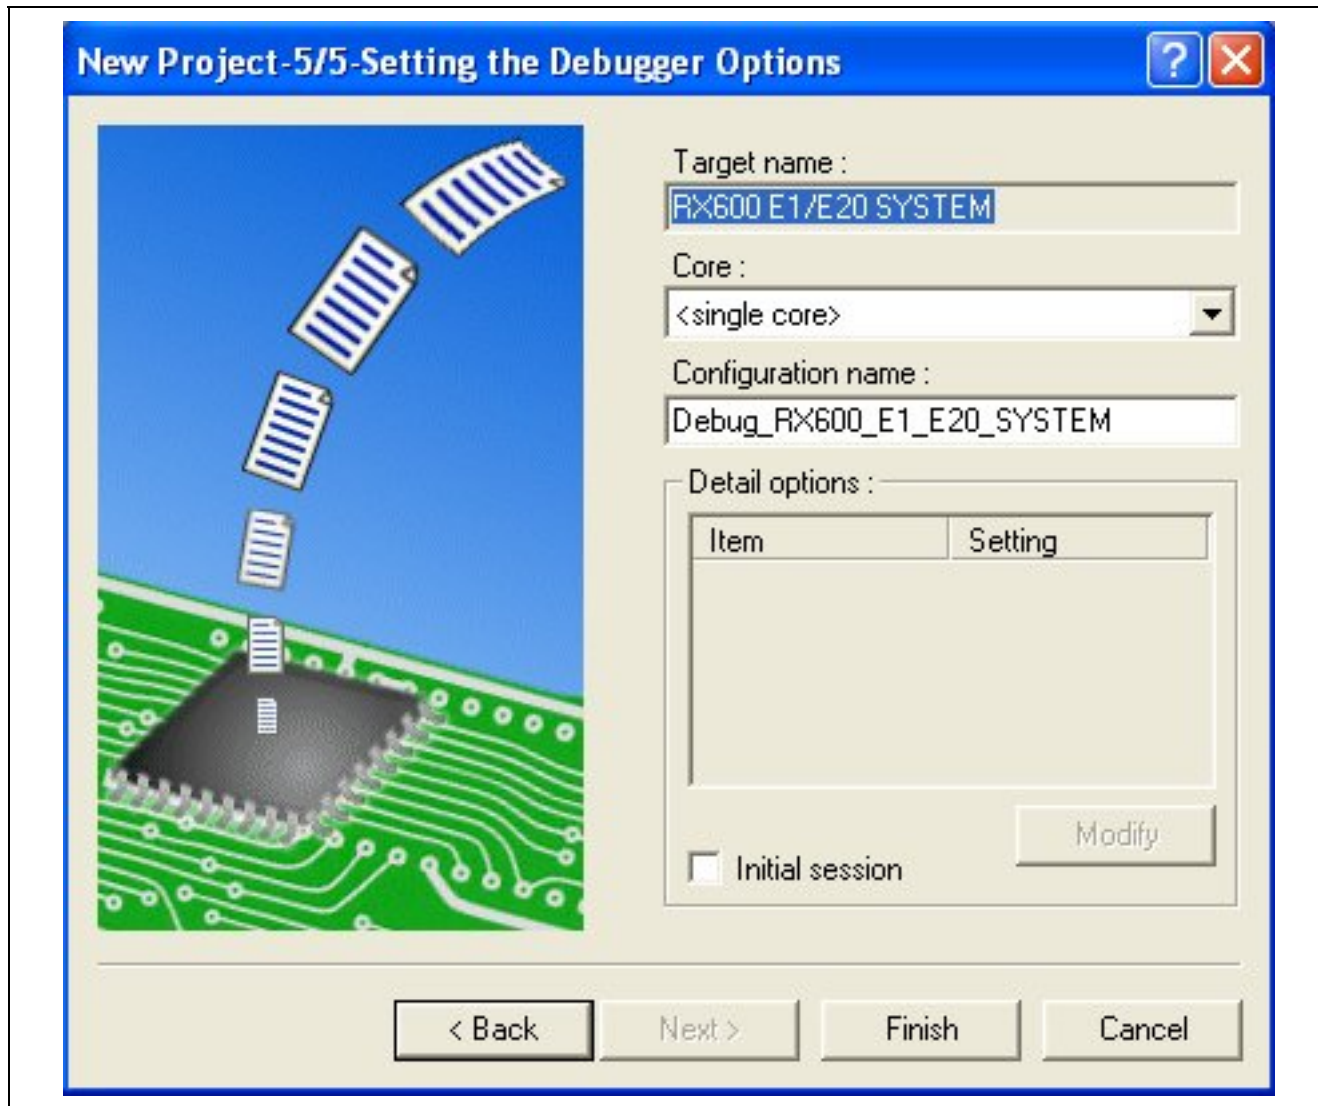 New Project-5/5-Setting the Debugger Options
Target name :
RX600 E1/E20 SYSTEM
Core :
<single core>
Configuration name :
Debug_RX600_E1_E20_SYSTEM
Detail options :
Item Setting
Modify
Initial session
< Back Next > Finish Cancel